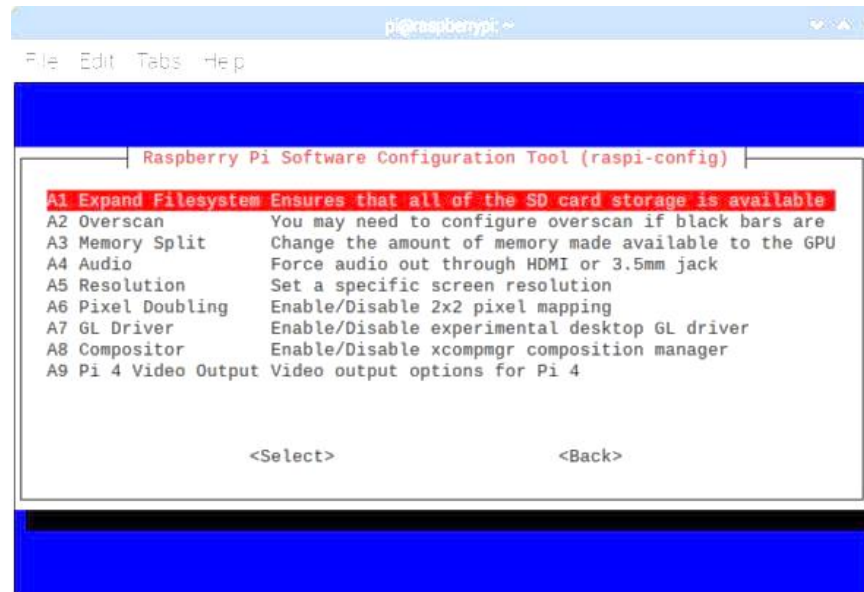 pi@raspberrypi: ~
File Edit Tabs Help
Raspberry Pi Software Configuration Tool (raspi-config)
A1 Expand Filesystem Ensures that all of the SD card storage is available
A2 Overscan You may need to configure overscan if black bars are
A3 Memory Split Change the amount of memory made available to the GPU
A4 Audio Force audio out through HDMI or 3.5mm jack
A5 Resolution Set a specific screen resolution
A6 Pixel Doubling Enable/Disable 2x2 pixel mapping
A7 GL Driver Enable/Disable experimental desktop GL driver
A8 Compositor Enable/Disable xcompmgr composition manager
A9 Pi 4 Video Output Video output options for Pi 4
<Select> <Back>